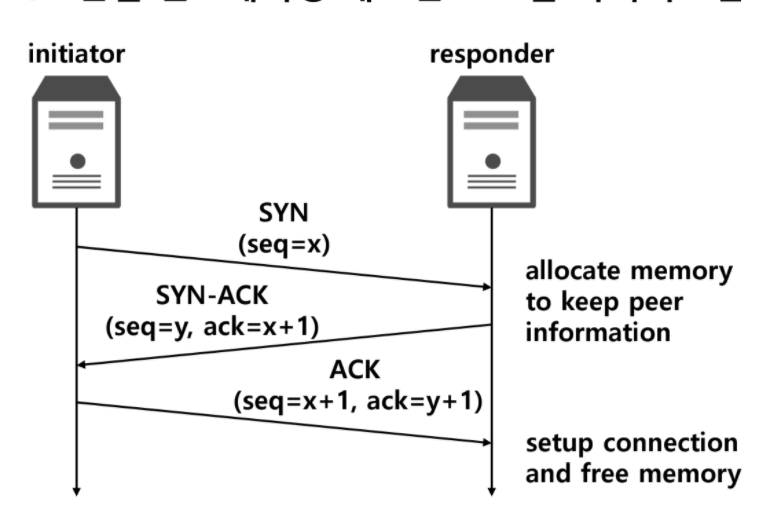 initiator
responder
SYN
(seq=x)
allocate memory
to keep peer
information
SYN-ACK
(seq=y, ack=x+1)
ACK
(seq=x+1, ack=y+1)
setup connection
and free memory